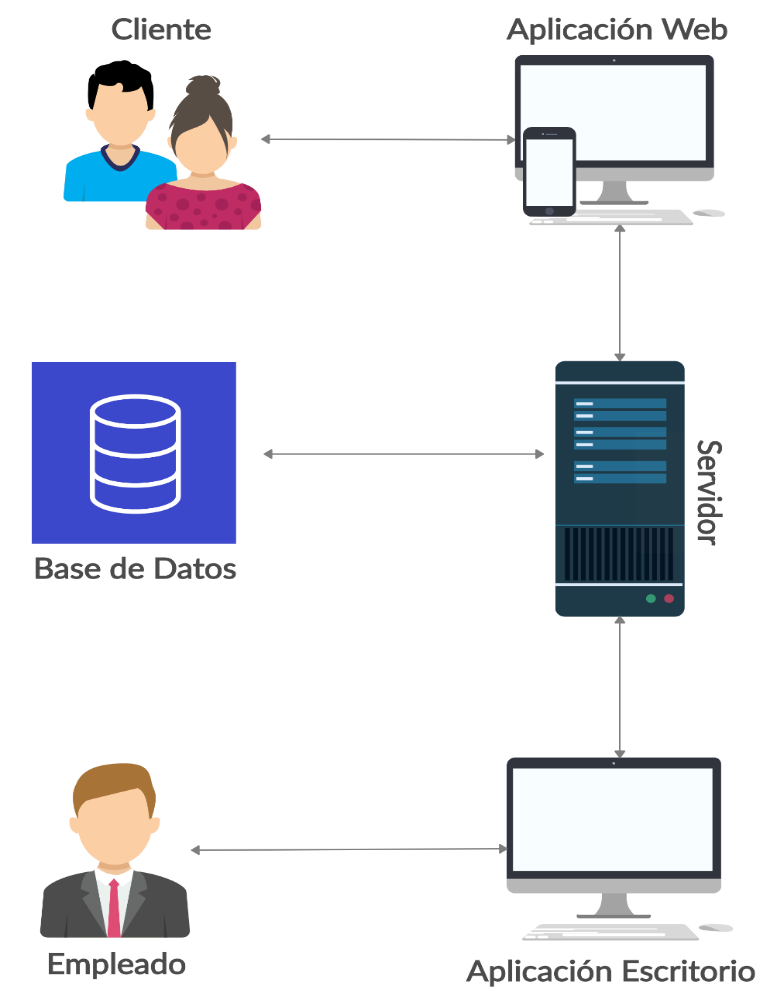 Cliente
Aplicación Web
Servidor
Base de Datos
Empleado
Aplicación Escritorio